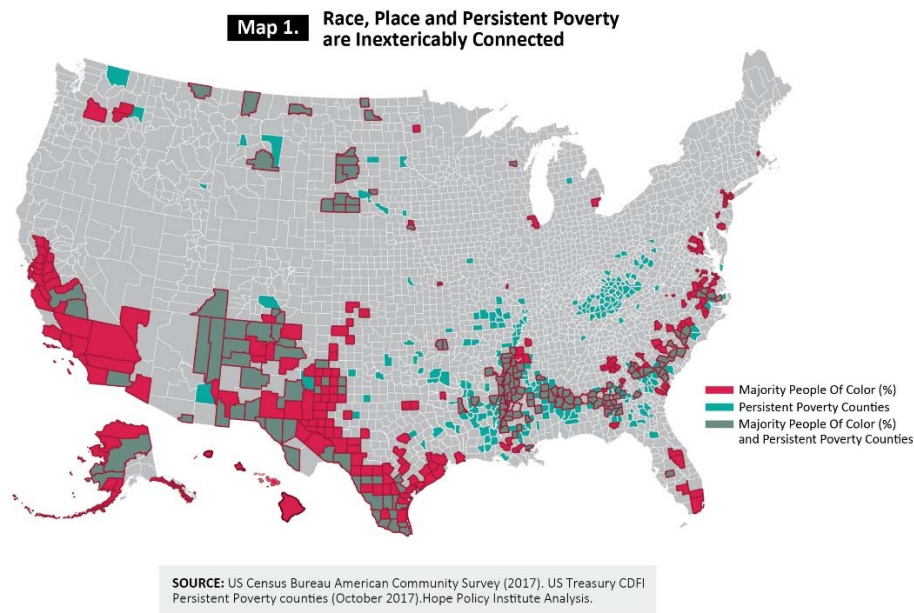 Map 1.
Race, Place and Persistent Poverty
are Inextericably Connected
Majority People Of Color (%)
Persistent Poverty Counties
Majority People Of Color (%)
and Persistent Poverty Counties
SOURCE: US Census Bureau American Community Survey (2017). US Treasury CDFI
Persistent Poverty counties (October 2017).Hope Policy Institute Analysis.